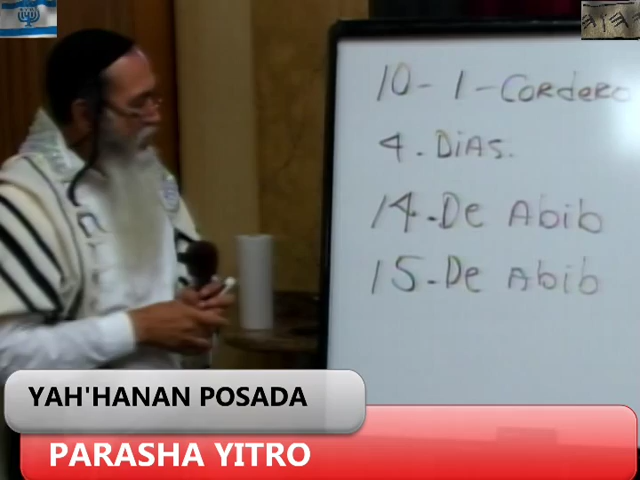 10- 1- Cordero
4. DiAs.
14.-De Abib
15.-De Abib
YAH'HANAN POSADA
PARASHA YITRO